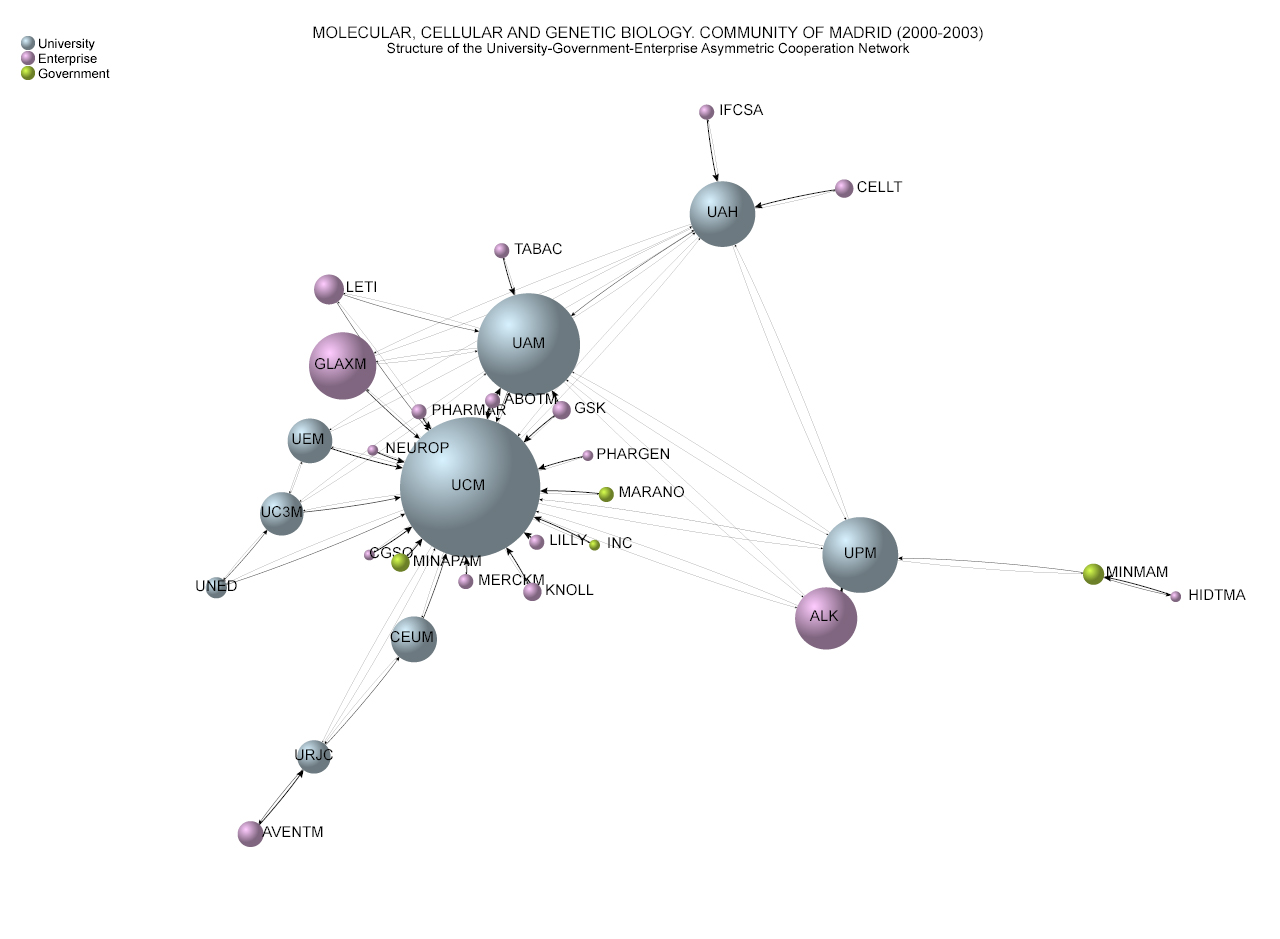 MOLECULAR, CELLULAR AND GENETIC BIOLOGY. COMMUNITY OF MADRID (2000-2003)
Structure of the University-Government-Enterprise Asymmetric Cooperation Network
University
Enterprise
Government
IFCSA
CELLT
UAH
TABAC
LETI
UAM
GLAXM
ABOTM
PHARMAR
GSK
UEM
NEUROP
PHARGEN
UCM
MARANO
UC3M
LILLY
INC
CGSO
MINAPAM
UPM
MINMAM
UNED
MERCKM
KNOLL
HIDTMA
ALK
CEUM
URJC
AVENTM